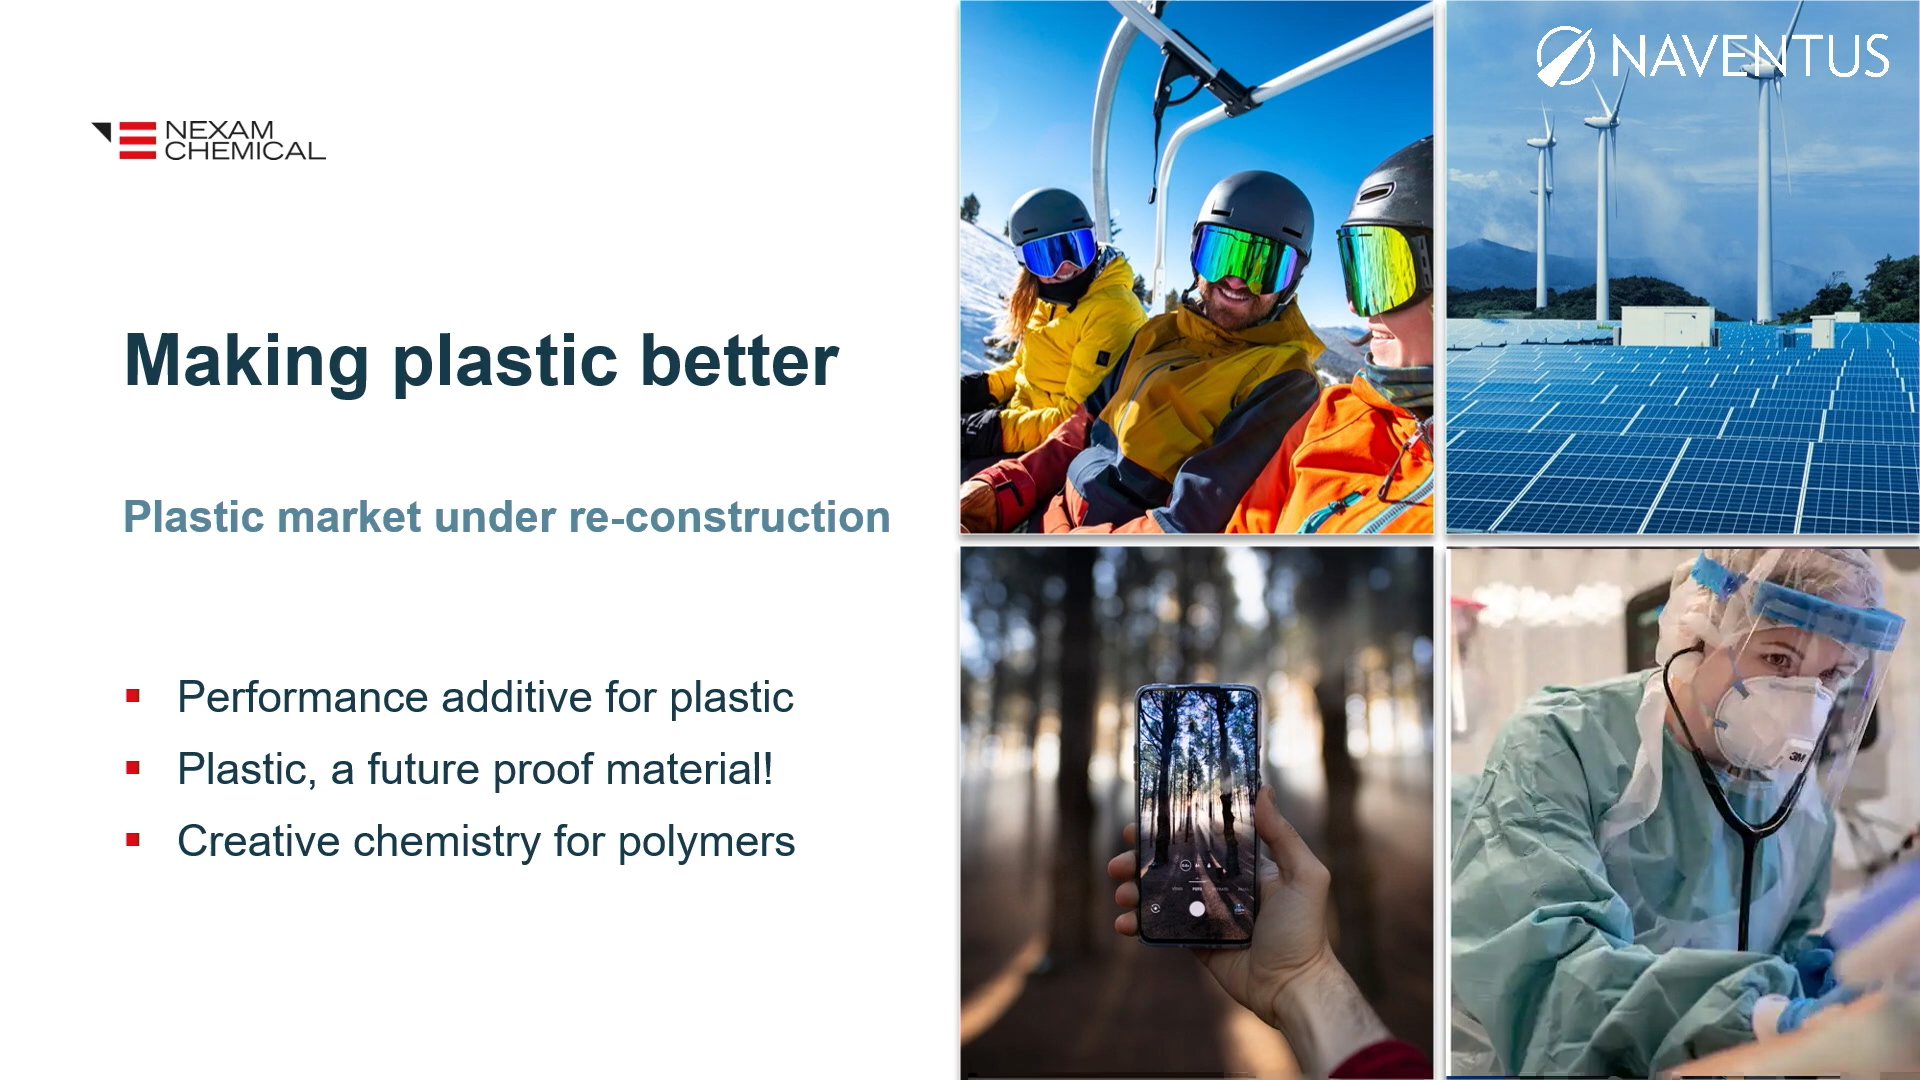 NEXAM
CHEMICAL
NAVENTUS
Making plastic better
Plastic market under re-construction
Performance additive for plastic
Plastic, a future proof material!
Creative chemistry for polymers
3M